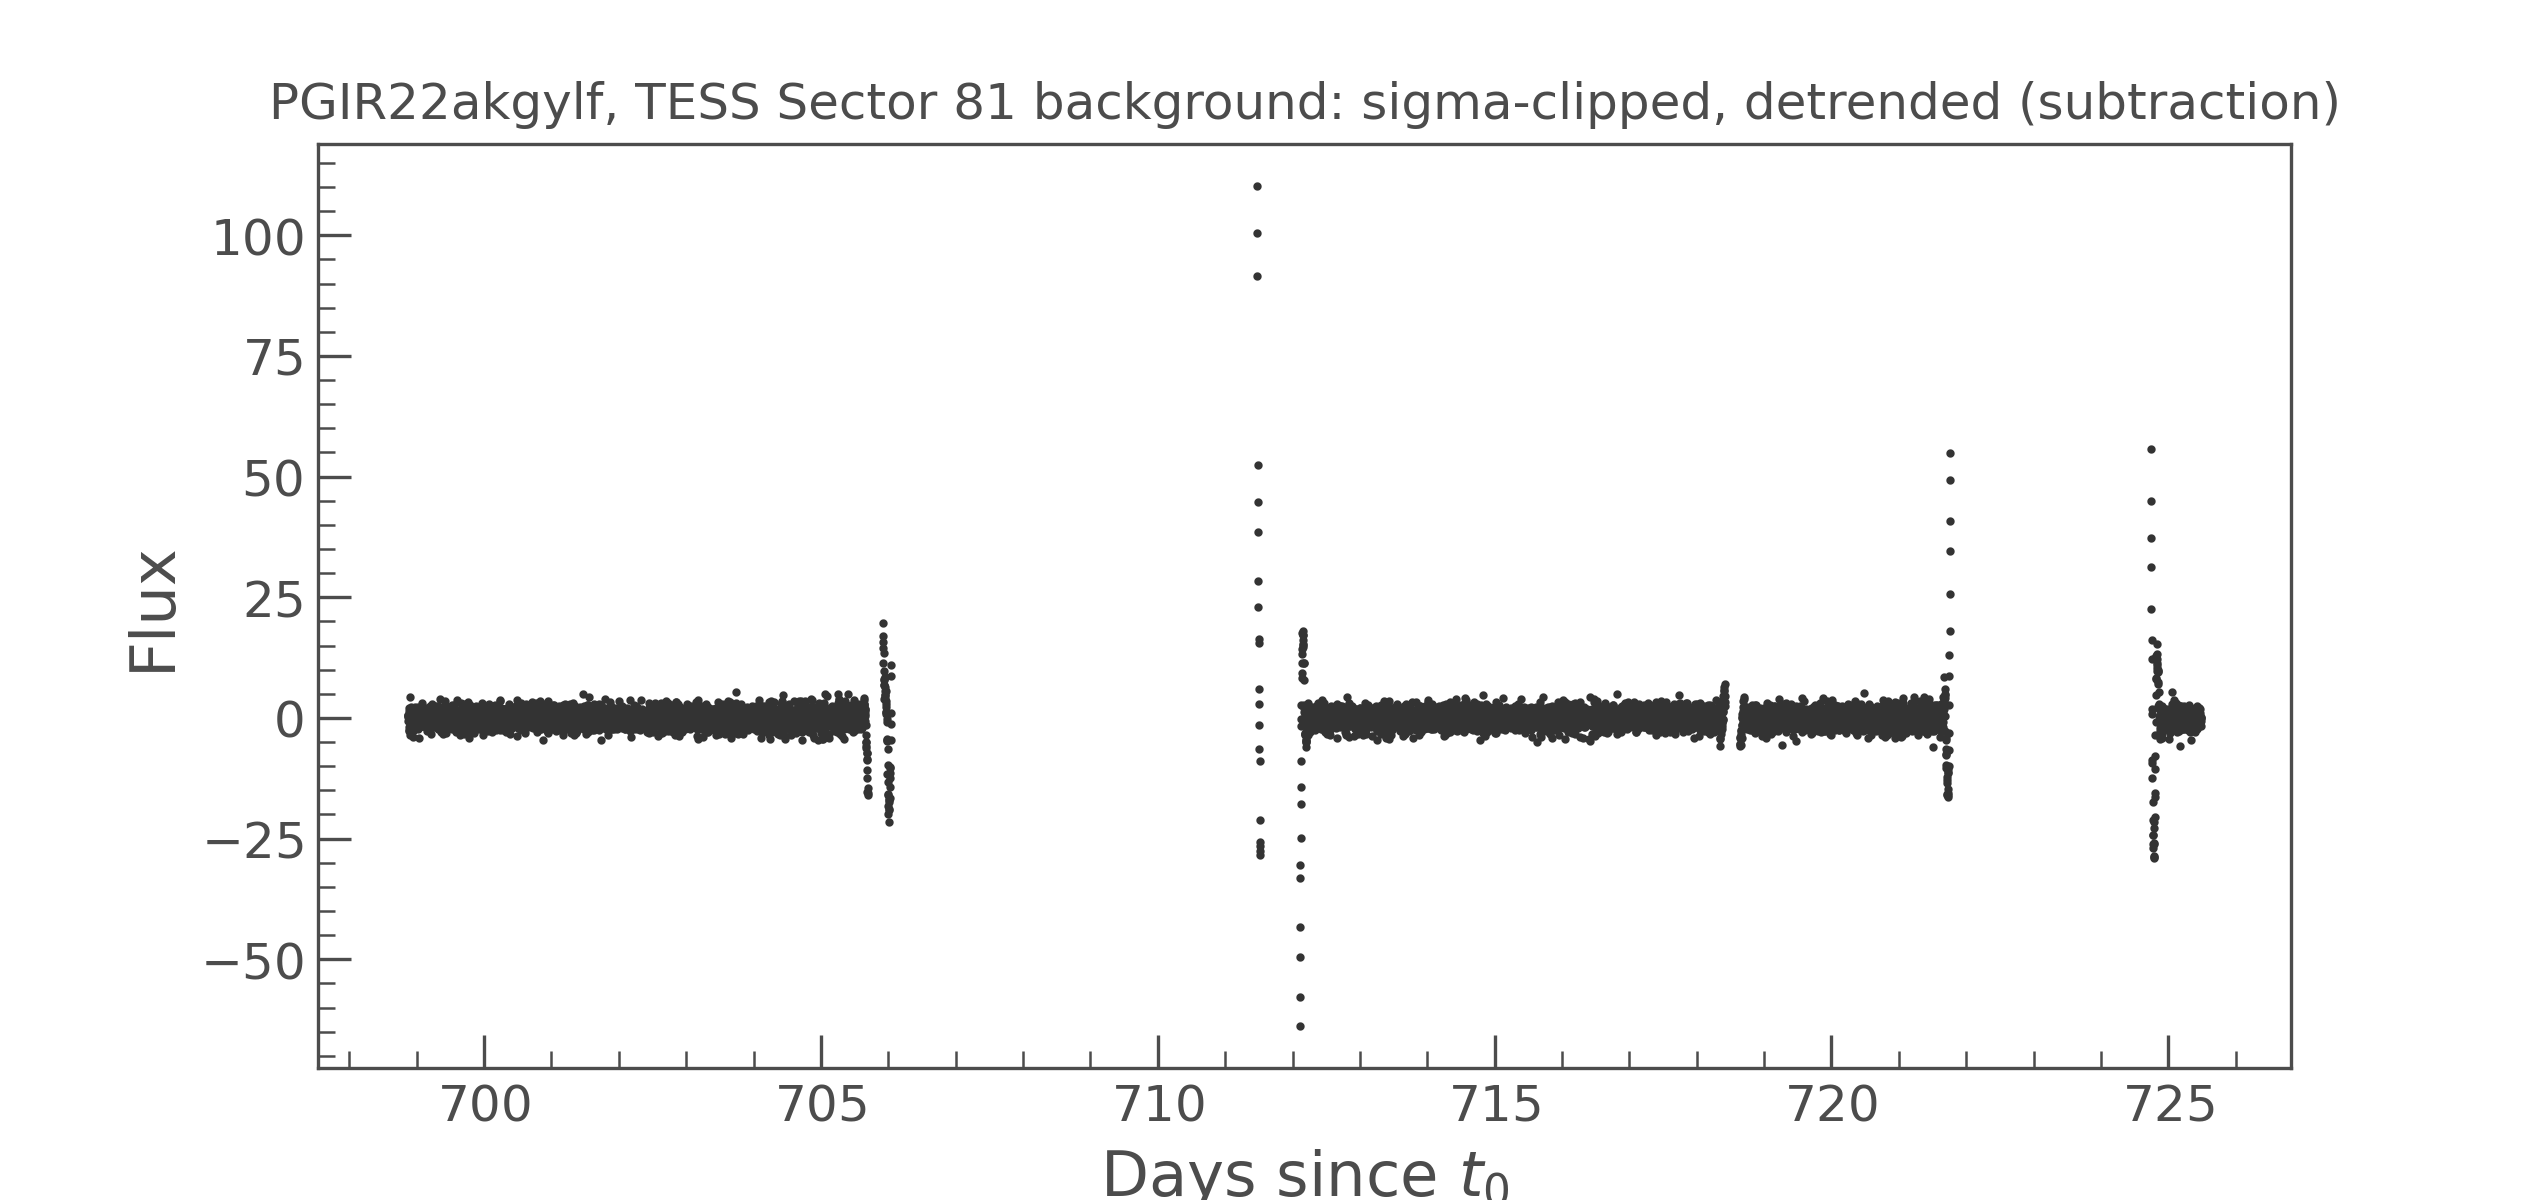 PGIR22akgylf, TESS Sector 81 background: sigma-clipped, detrended (subtraction)
100
75
50
25
0
−25
−50
Flux
700 705 710 715 720 725
Days since t₀